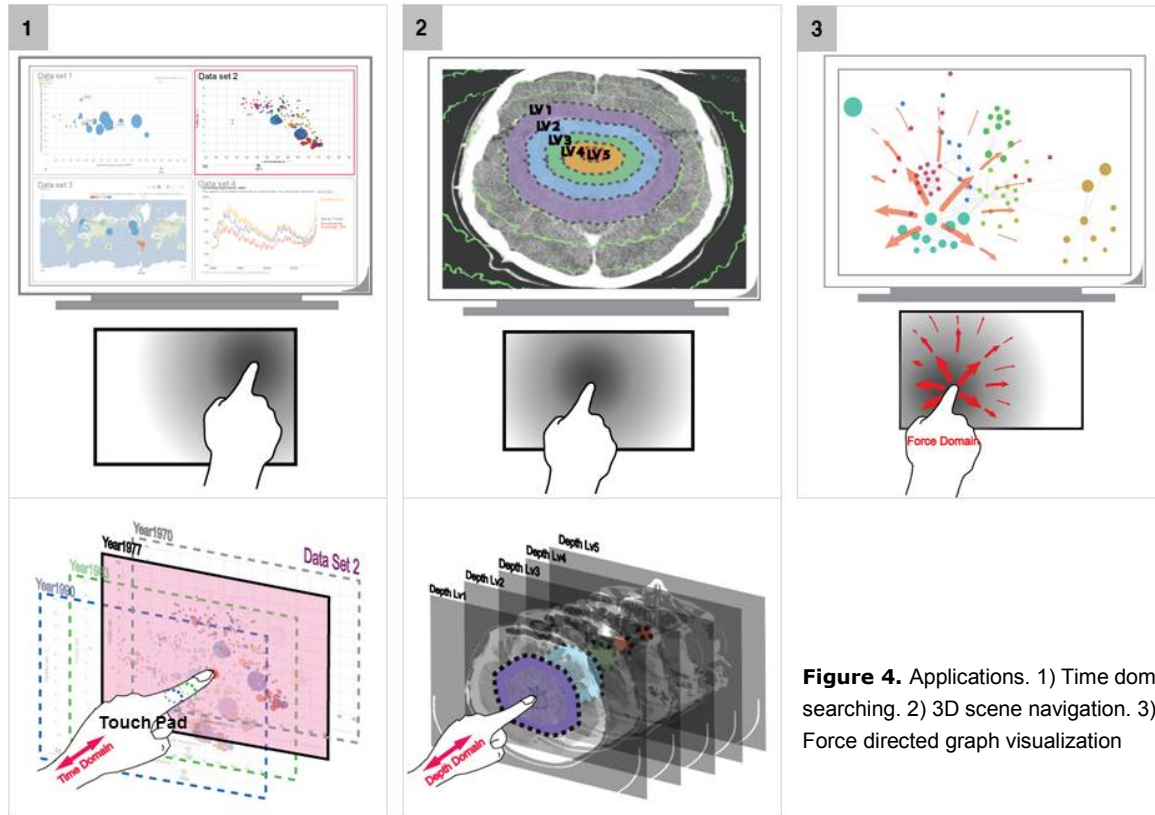 1
Data set 1
Data set 2
Data set 3
Data set 4
2
LV 1
LV 2
LV 3
LV 4
LV 5
3
Force Domain
Year1970
Year1977
Year1990
Data Set 2
Touch Pad
Time Domain
Depth Lv5
Depth Lv4
Depth Lv3
Depth Lv2
Depth Lv1
Depth Domain
Figure 4. Applications. 1) Time dom
searching. 2) 3D scene navigation. 3)
Force directed graph visualization